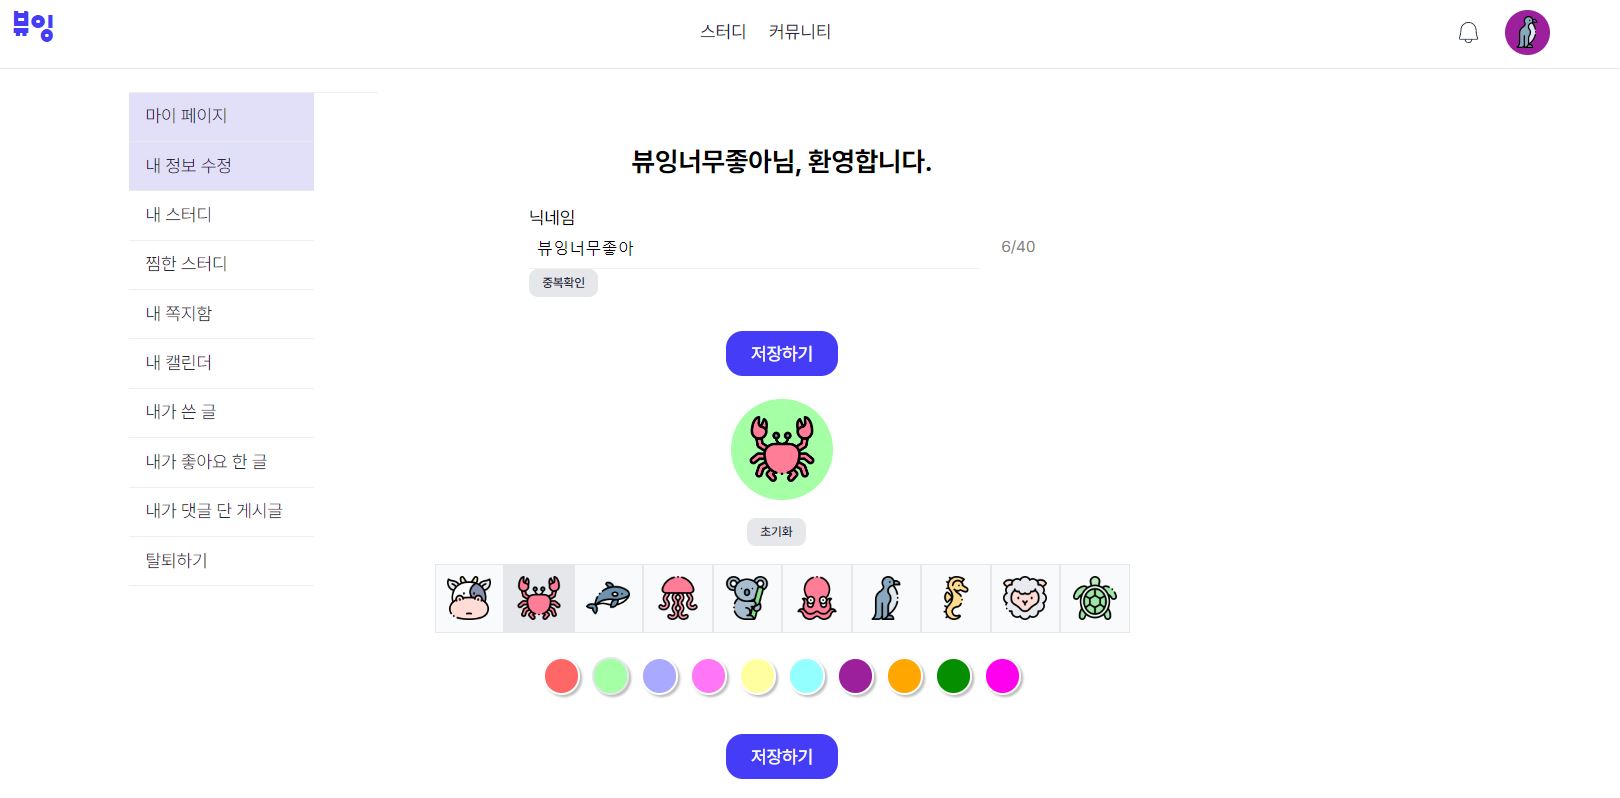 뷰잉
스터디 커뮤니티
마이 페이지
내 정보 수정
내 스터디
찜한 스터디
내 쪽지함
내 캘린더
내가 쓴 글
내가 좋아요 한 글
내가 댓글 단 게시글
탈퇴하기
뷰잉너무좋아님, 환영합니다.
닉네임
뷰잉너무좋아 6/40
중복확인
저장하기
초기화
저장하기